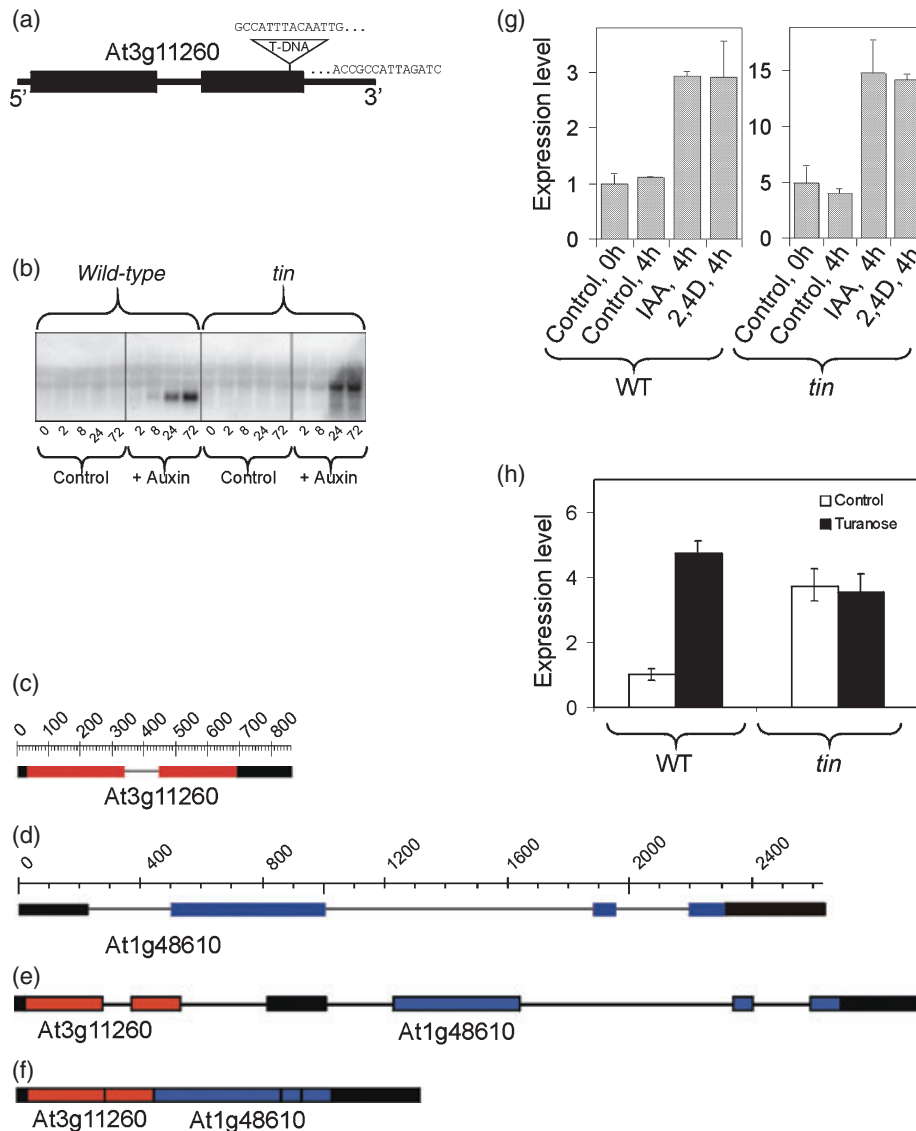 (a)
GCCATTTACAATTG...
At3g11260
T-DNA
...ACCGCCATTAGATC
5' 3'
(b)
Wild-type tin
0 2 8 24 72 2 8 24 72 0 2 8 24 72 2 8 24 72
Control + Auxin Control + Auxin
(c)
0 100 200 300 400 500 600 700 800
At3g11260
(d)
0 400 800 1200 1600 2000 2400
At1g48610
(e)
At3g11260 At1g48610
(f)
At3g11260 At1g48610
(g)
Expression level
3
2
1
0
15
10
5
0
Control, 0h
Control, 4h
IAA, 4h
2,4D, 4h
Control, 0h
Control, 4h
IAA, 4h
2,4D, 4h
WT tin
(h)
Expression level
6
4
2
0
Control
Turanose
WT tin